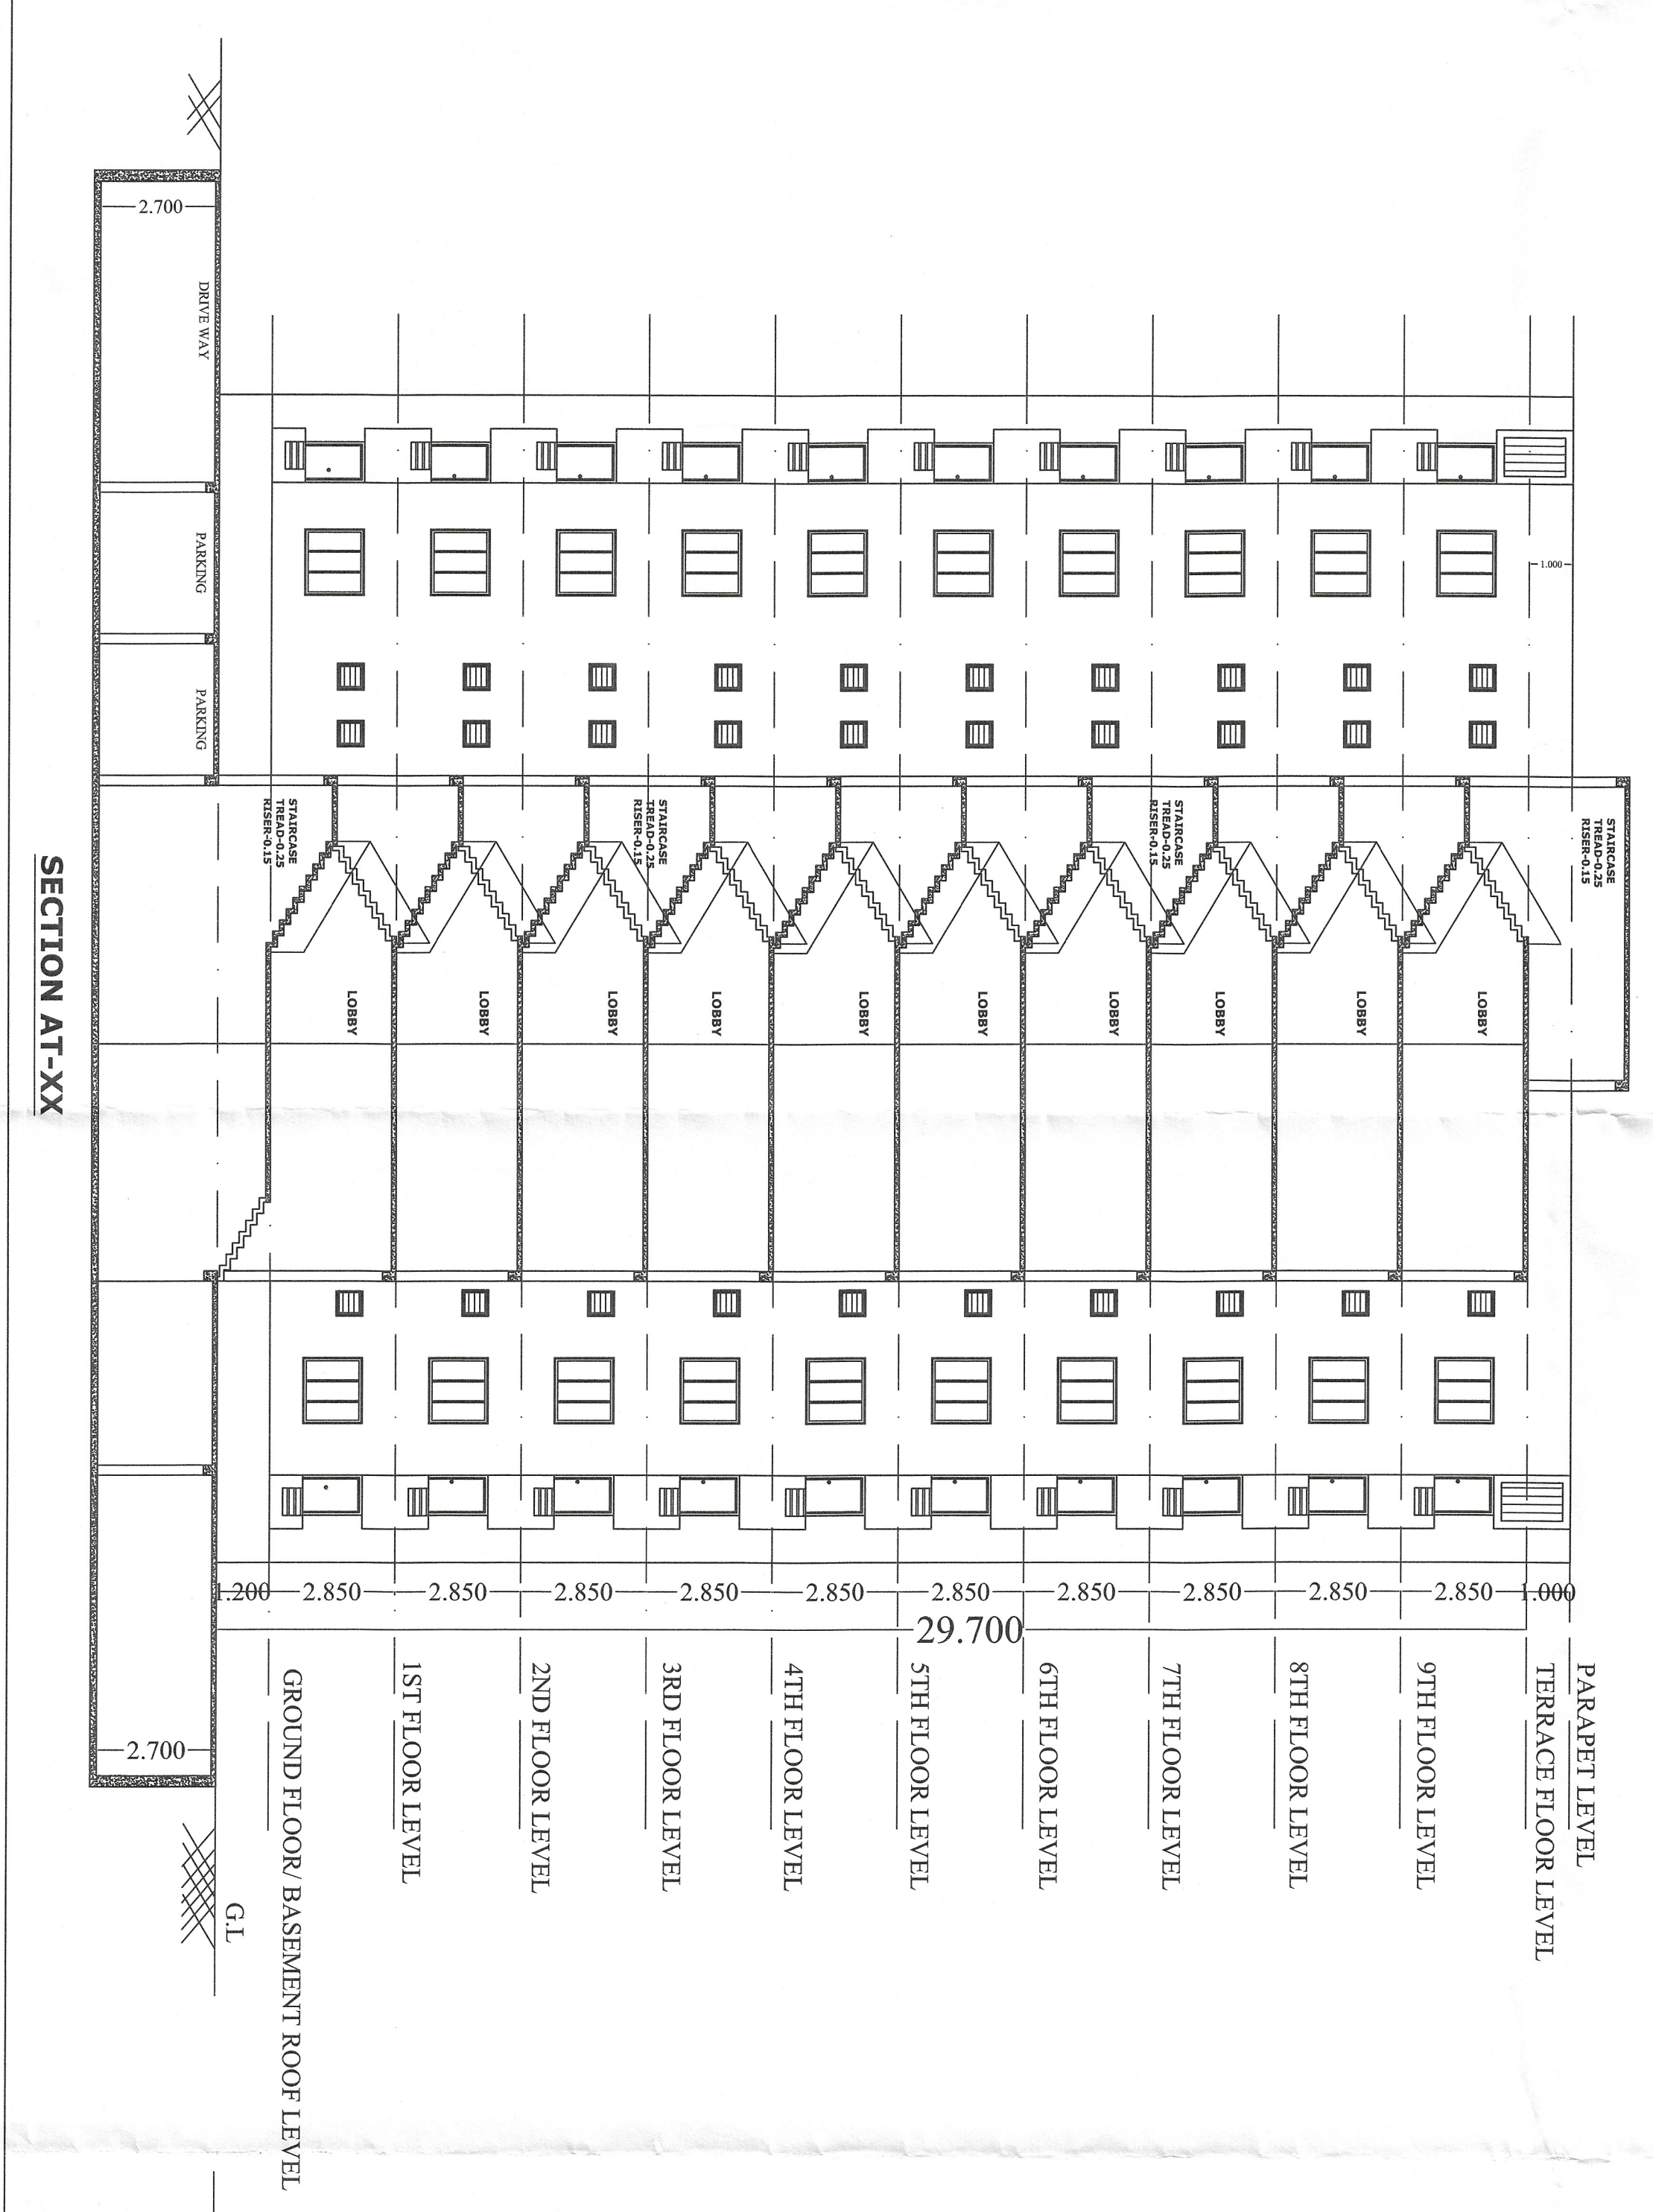 STAIRCASE
TREAD-0.25
RISER-0.15
PARAPET LEVEL
1.000
1.000
TERRACE FLOOR LEVEL
LOBBY
2.850
9TH FLOOR LEVEL
LOBBY
2.850
8TH FLOOR LEVEL
STAIRCASE
TREAD-0.25
RISER-0.15
LOBBY
2.850
7TH FLOOR LEVEL
LOBBY
2.850
6TH FLOOR LEVEL
LOBBY
2.850
29.700
5TH FLOOR LEVEL
LOBBY
2.850
4TH FLOOR LEVEL
LOBBY
2.850
3RD FLOOR LEVEL
STAIRCASE
TREAD-0.25
RISER-0.15
LOBBY
2.850
2ND FLOOR LEVEL
LOBBY
2.850
1ST FLOOR LEVEL
LOBBY
2.850
STAIRCASE
TREAD-0.25
RISER-0.15
GROUND FLOOR/ BASEMENT ROOF LEVEL
1.200
G.L
2.700
DRIVE WAY
PARKING
PARKING
2.700
SECTION AT-XX